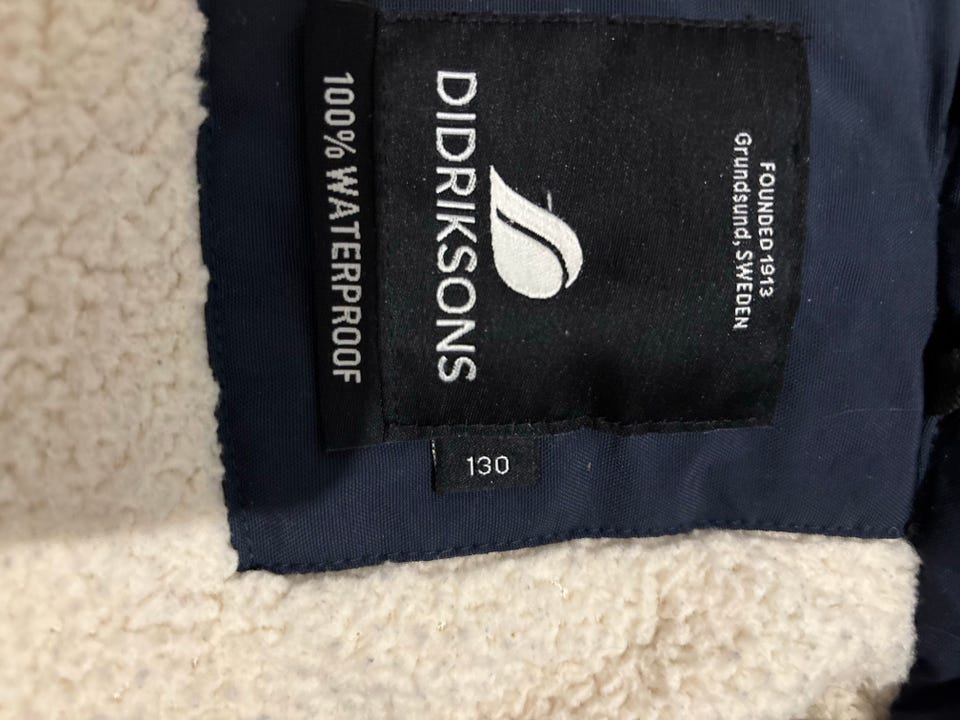 FOUNDED 1913
Grundsund, SWEDEN
DIDRIKSONS
100% WATERPROOF
130